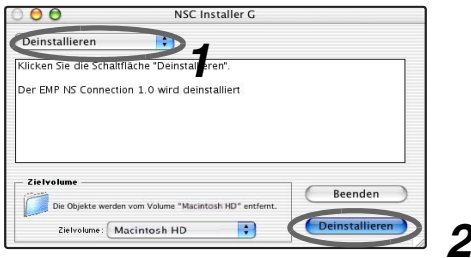 NSC Installer G
Deinstallieren
1
Klicken Sie die Schaltfläche "Deinstallieren".
Der EMP NS Connection 1.0 wird deinstalliert
Zielvolume
Die Objekte werden vom Volume "Macintosh HD" entfernt.
Zielvolume: Macintosh HD
Beenden
Deinstallieren
2